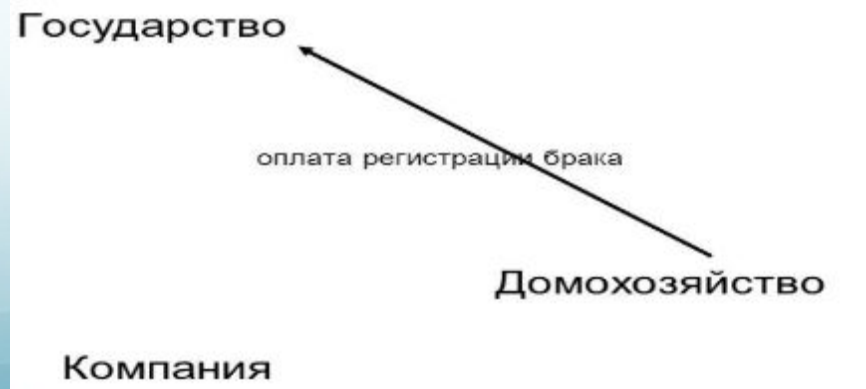 Государство
оплата регистрации брака
Домохозяйство
Компания